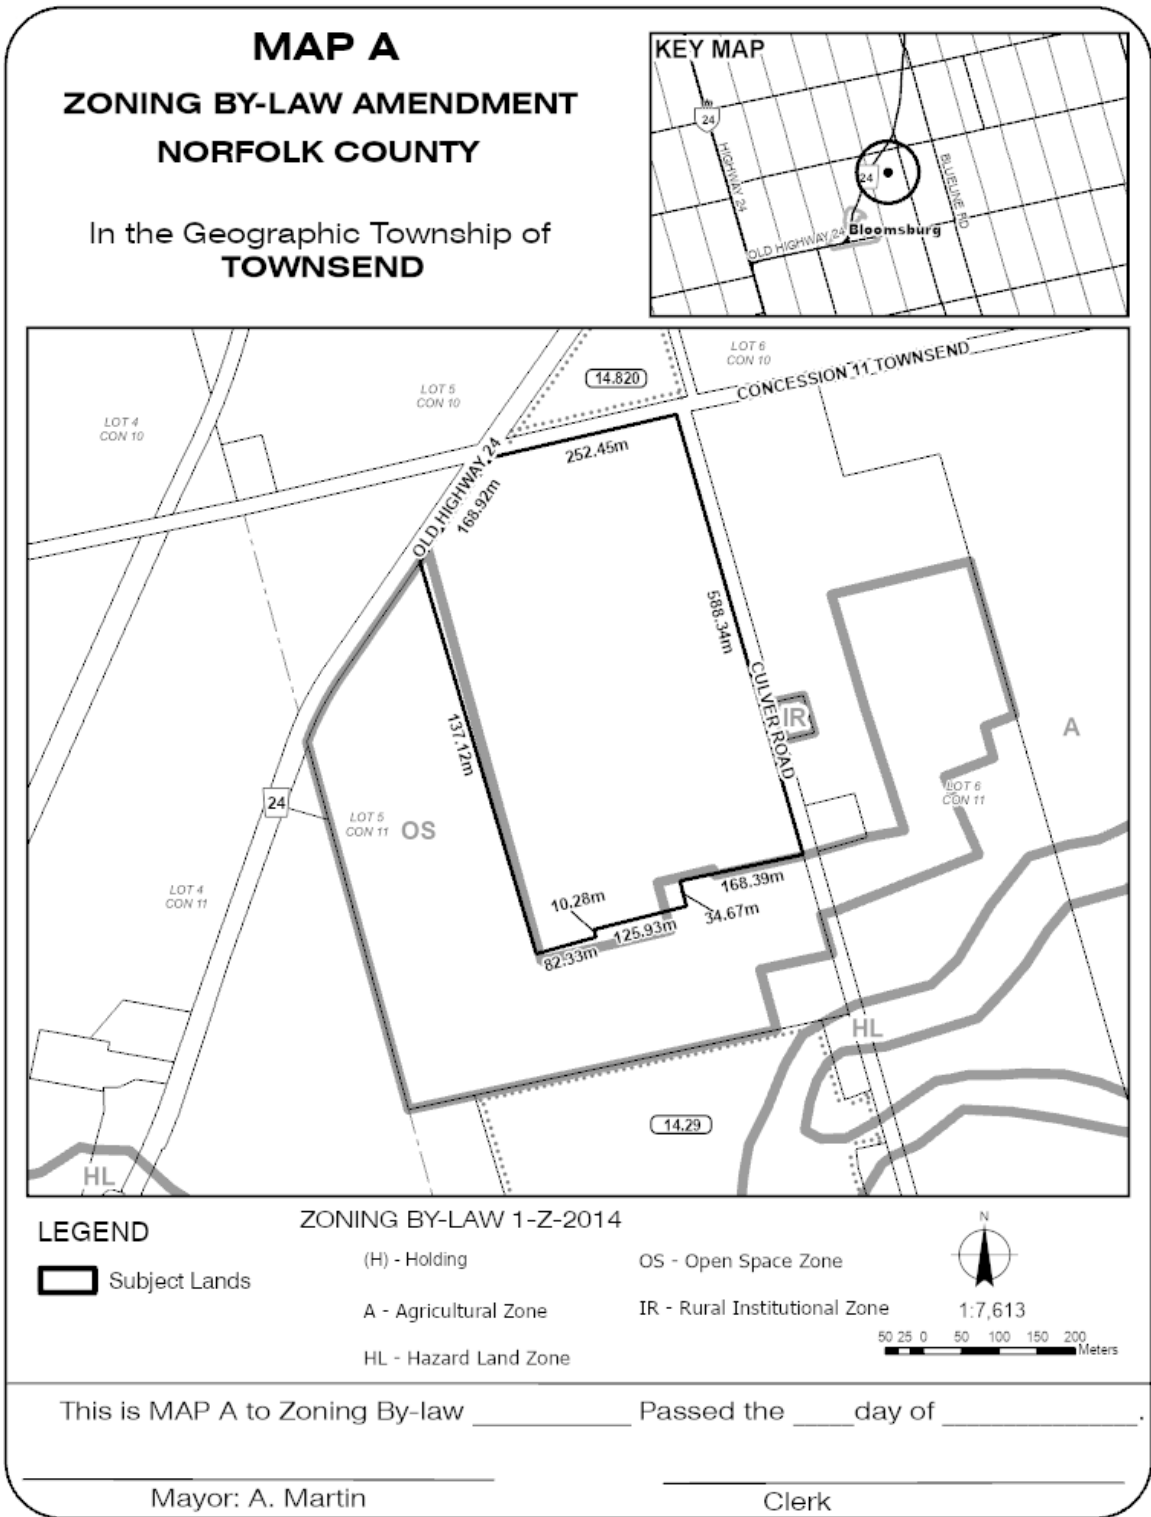 MAP A
ZONING BY-LAW AMENDMENT
NORFOLK COUNTY
In the Geographic Township of
TOWNSEND
KEY MAP
24
HIGHWAY 24
24
BLUELINE RD
OLD HIGHWAY 24
Bloomsburg
LOT 6
CON 10
CONCESSION 11 TOWNSEND
14.820
LOT 5
CON 10
LOT 4
CON 10
252.45m
OLD HIGHWAY 24
168.92m
588.34m
CULVER ROAD
IR
A
137.12m
24
LOT 5
CON 11
OS
LOT 6
CON 11
LOT 4
CON 11
168.39m
10.28m
34.67m
125.93m
82.33m
HL
14.29
HL
LEGEND
Subject Lands
ZONING BY-LAW 1-Z-2014
(H) - Holding
A - Agricultural Zone
HL - Hazard Land Zone
OS - Open Space Zone
IR - Rural Institutional Zone
N
1:7,613
50 25 0 50 100 150 200
Meters
This is MAP A to Zoning By-law ____________ Passed the _____day of _______________.
Mayor: A. Martin
Clerk